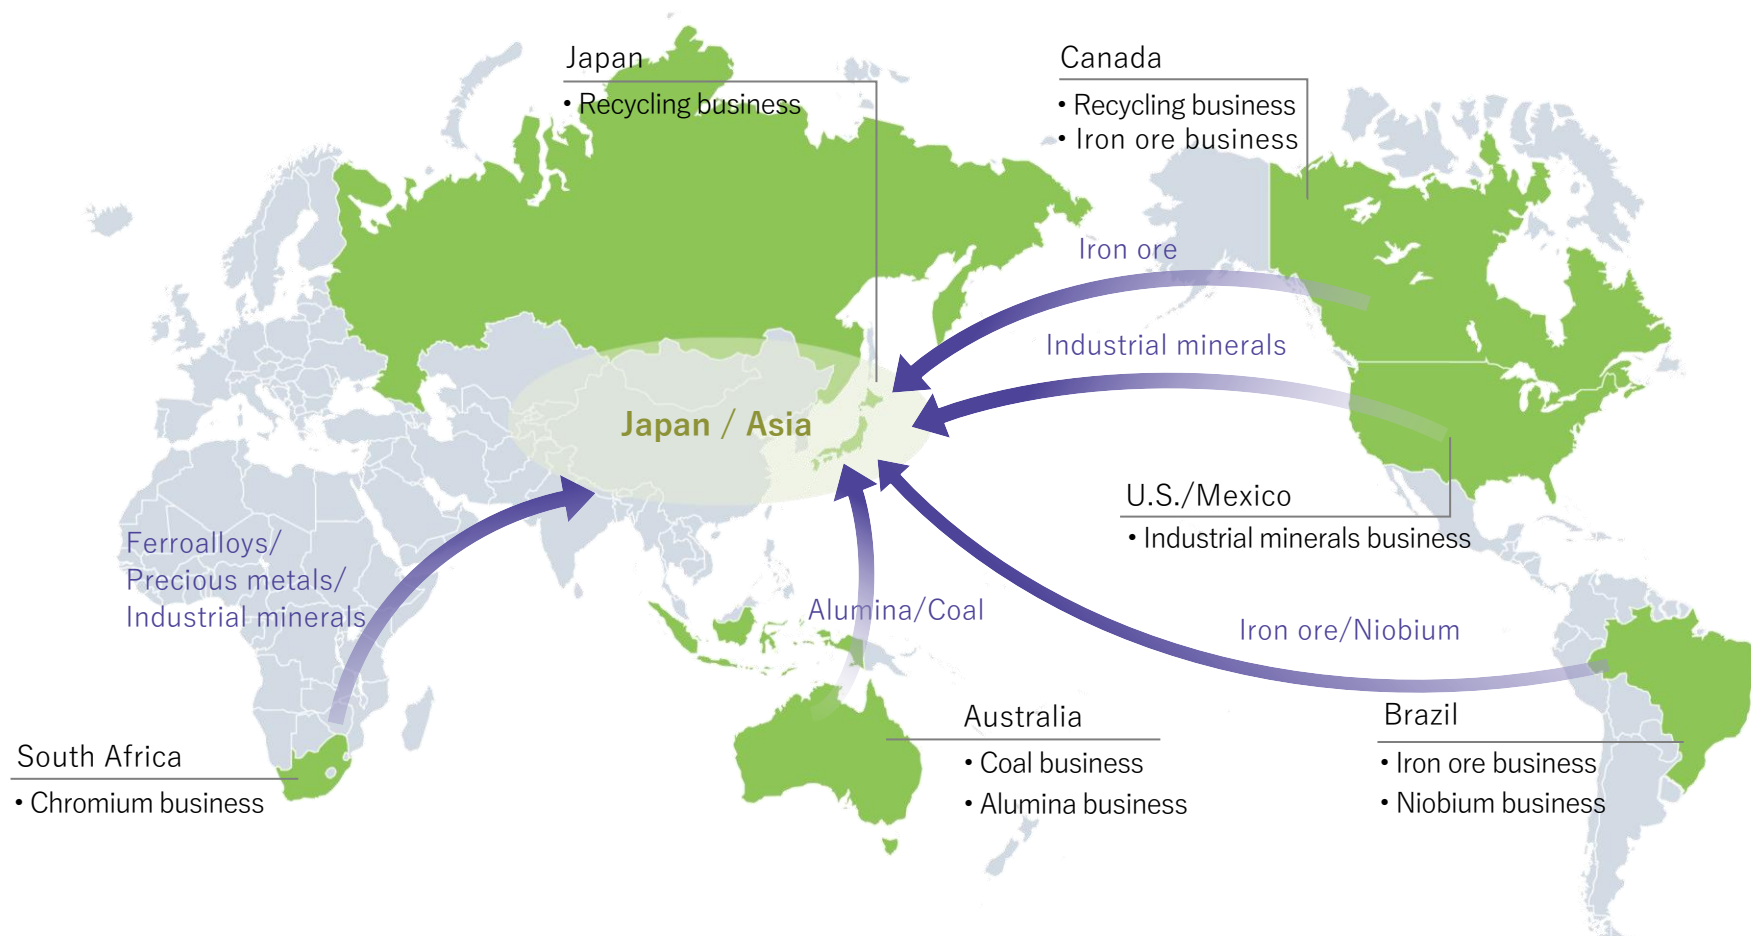 Japan
• Recycling business
Canada
• Recycling business
• Iron ore business
Iron ore
Industrial minerals
Japan / Asia
U.S./Mexico
• Industrial minerals business
Ferroalloys/
Precious metals/
Industrial minerals
Alumina/Coal
Iron ore/Niobium
South Africa
• Chromium business
Australia
• Coal business
• Alumina business
Brazil
• Iron ore business
• Niobium business